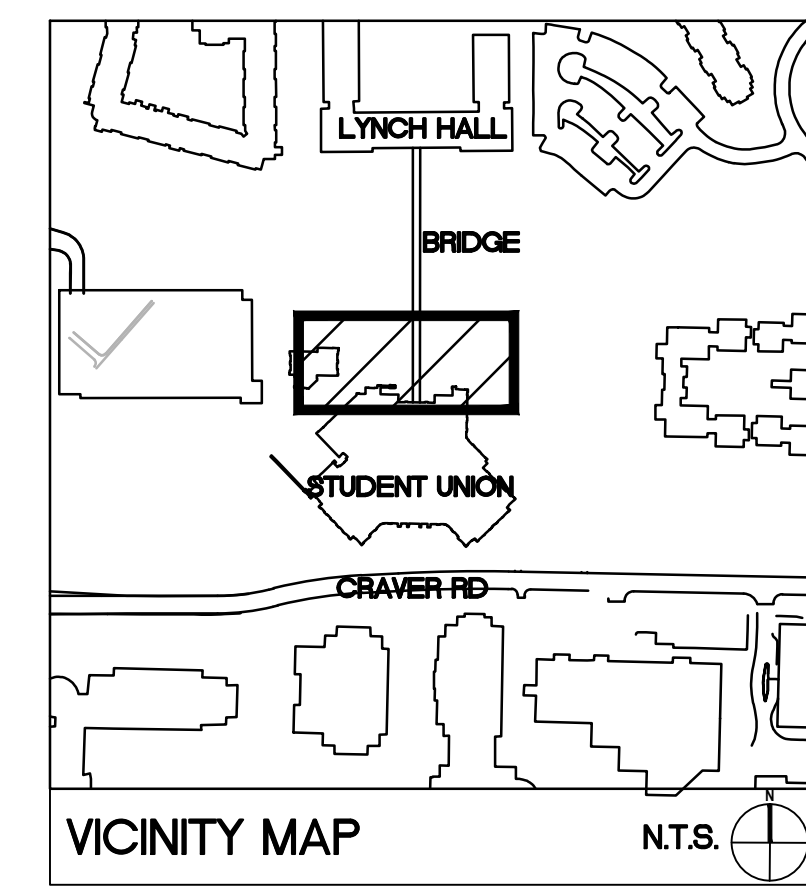 LYNCH HALL
BRIDGE
STUDENT UNION
CRAVER RD
VICINITY MAP
N.T.S.
N